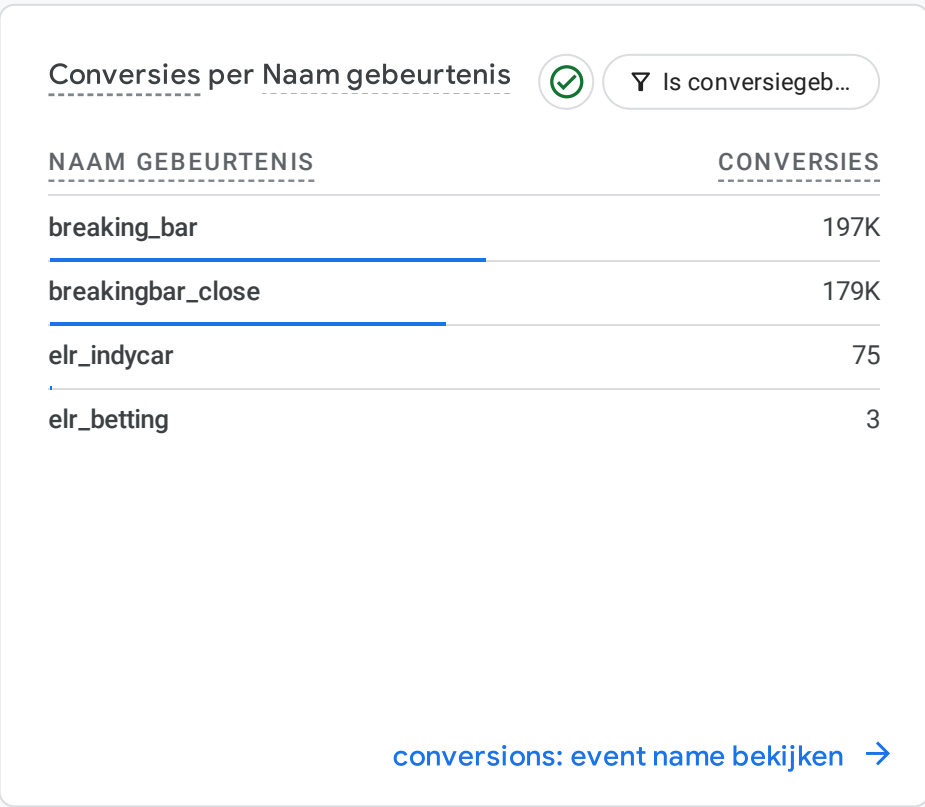 Conversies per Naam gebeurtenis
Is conversiegeb...
NAAM GEBEURTENIS CONVERSIES
breaking_bar 197K
breakingbar_close 179K
elr_indycar 75
elr_betting 3
conversions: event name bekijken